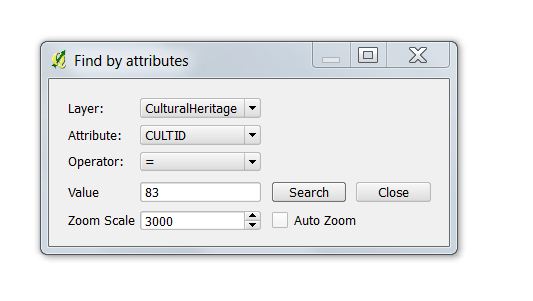 Find by attributes
Layer: CulturalHeritage
Attribute: CULTID
Operator: =
Value 83 Search Close
Zoom Scale 3000 Auto Zoom